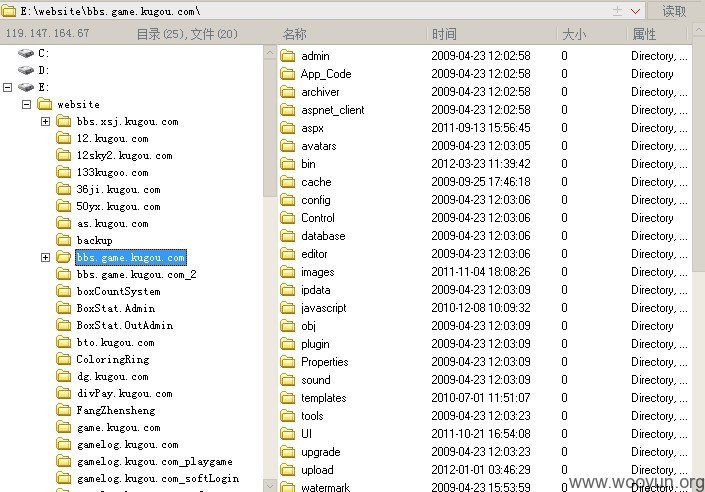 E:\website\bbs.game.kugou.com\ 读取
119.147.164.67 目录(25),文件(20) 名称 时间 大小 属性
C:
D:
E:
website
bbs.xsj.kugou.com
12.kugou.com
12sky2.kugou.com
133kugoo.com
36ji.kugou.com
50yx.kugou.com
as.kugou.com
backup
bbs.game.kugou.com
bbs.game.kugou.com_2
boxCountSystem
BoxStat.Admin
BoxStat.OutAdmin
bto.kugou.com
ColoringRing
dg.kugou.com
divPay.kugou.com
FangZhensheng
game.kugou.com
gamelog.kugou.com
gamelog.kugou.com_playgame
gamelog.kugou.com_softLogin
admin 2009-04-23 12:02:58 0 Directory, ...
App_Code 2009-04-23 12:02:58 0 Directory, ...
archiver 2009-04-23 12:02:58 0 Directory, ...
aspnet_client 2009-04-23 12:02:58 0 Directory, ...
aspx 2011-09-13 15:56:45 0 Directory, ...
avatars 2009-04-23 12:03:05 0 Directory, ...
bin 2012-03-23 11:39:42 0 Directory, ...
cache 2009-09-25 17:46:18 0 Directory, ...
config 2009-04-23 12:03:06 0 Directory, ...
Control 2009-04-23 12:03:06 0 Directory
database 2009-04-23 12:03:06 0 Directory, ...
editor 2009-04-23 12:03:06 0 Directory, ...
images 2011-11-04 18:08:26 0 Directory, ...
ipdata 2009-04-23 12:03:09 0 Directory, ...
javascript 2010-12-08 10:09:32 0 Directory, ...
obj 2009-04-23 12:03:09 0 Directory
plugin 2009-04-23 12:03:09 0 Directory, ...
Properties 2009-04-23 12:03:09 0 Directory, ...
sound 2009-04-23 12:03:09 0 Directory, ...
templates 2010-07-01 11:51:07 0 Directory, ...
tools 2009-04-23 12:03:23 0 Directory, ...
UI 2011-10-21 16:54:08 0 Directory, ...
upgrade 2009-04-23 12:03:23 0 Directory, ...
upload 2012-01-01 03:46:29 0 Directory, ...
watermark 2009-04-23 15:53:59 0 Directory, ...
www.wooyun.org